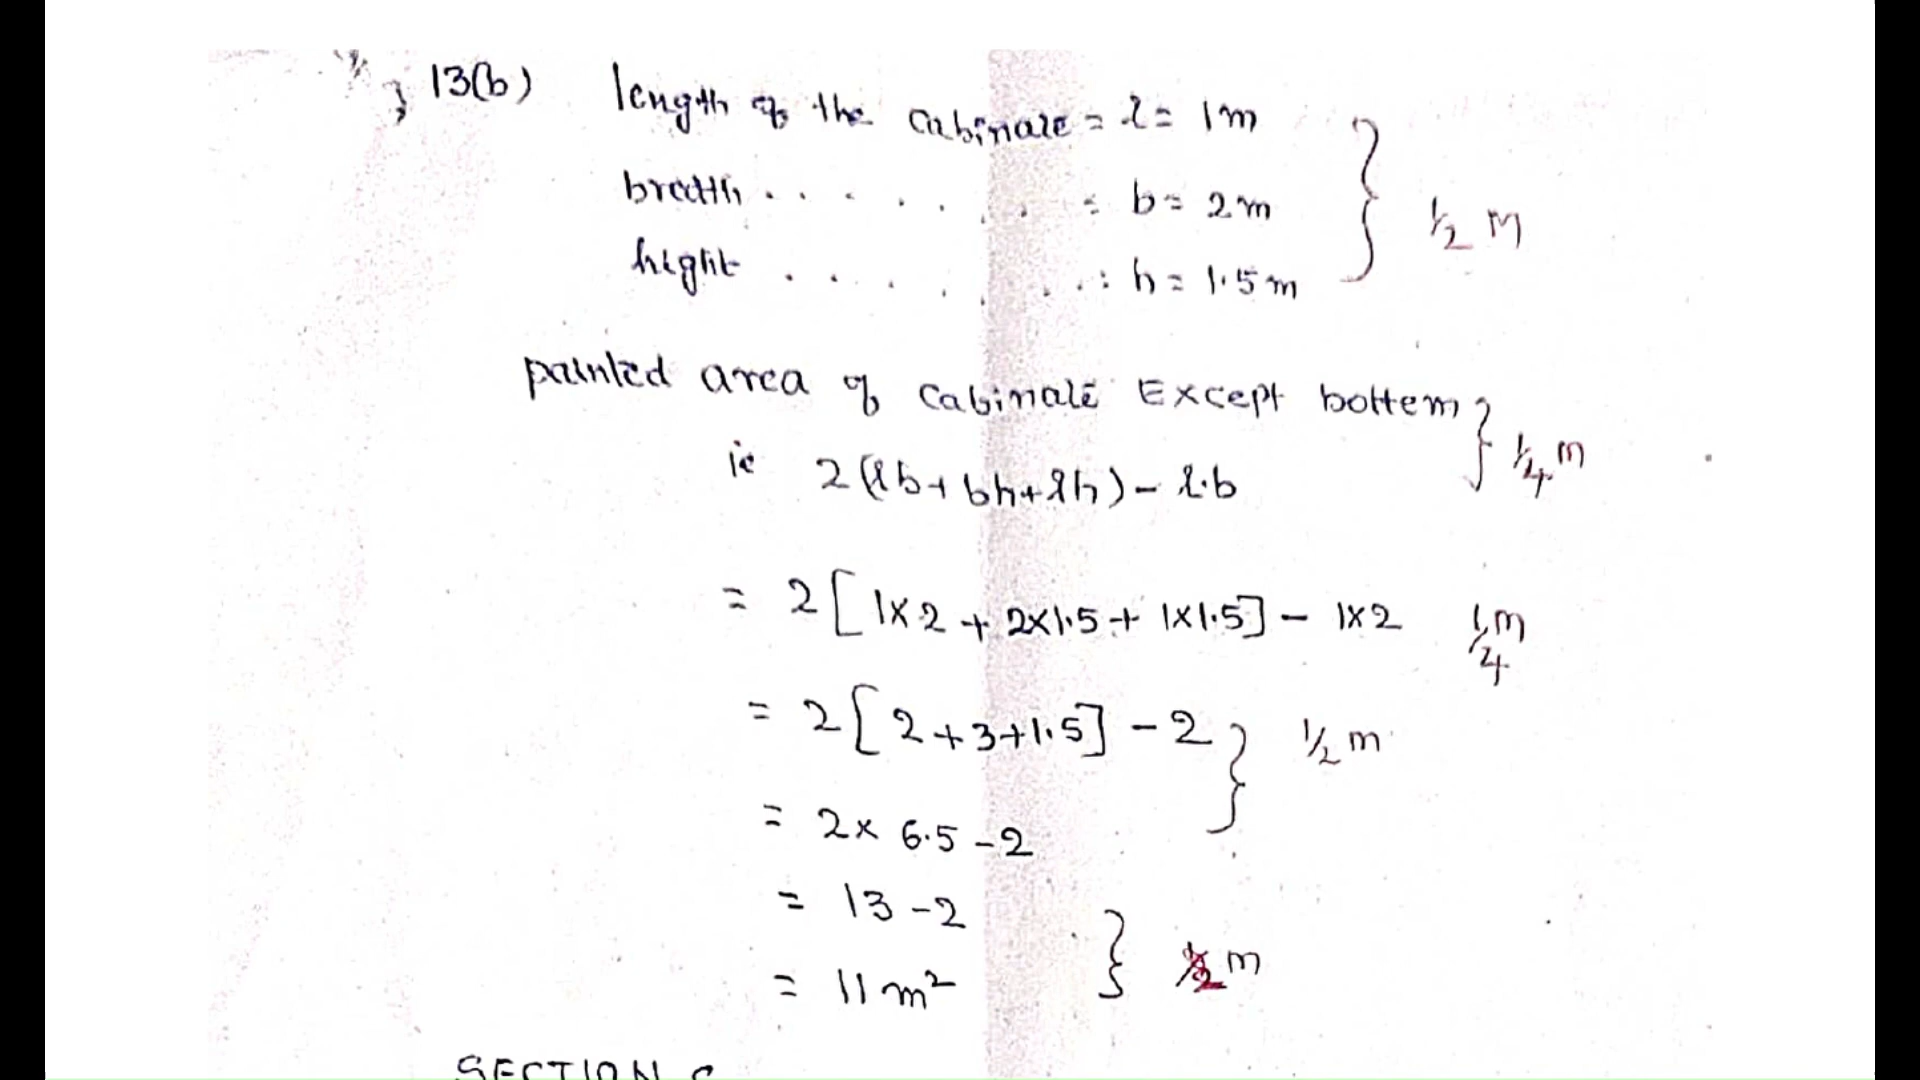 13(b) length of the Cabinate = l = 1m
breath . . . . . . . = b = 2m
hight . . . . . . . . : h = 1.5m
½ M
painted area of Cabinate Except bottem
ie 2(lb + bh + lh) - l.b
¼ m
= 2[1×2 + 2×1.5 + 1×1.5] - 1×2 ¼ m
= 2[2+3+1.5] - 2 ½ m
= 2× 6.5 - 2
= 13 - 2
= 11 m² ½ m
SECTION